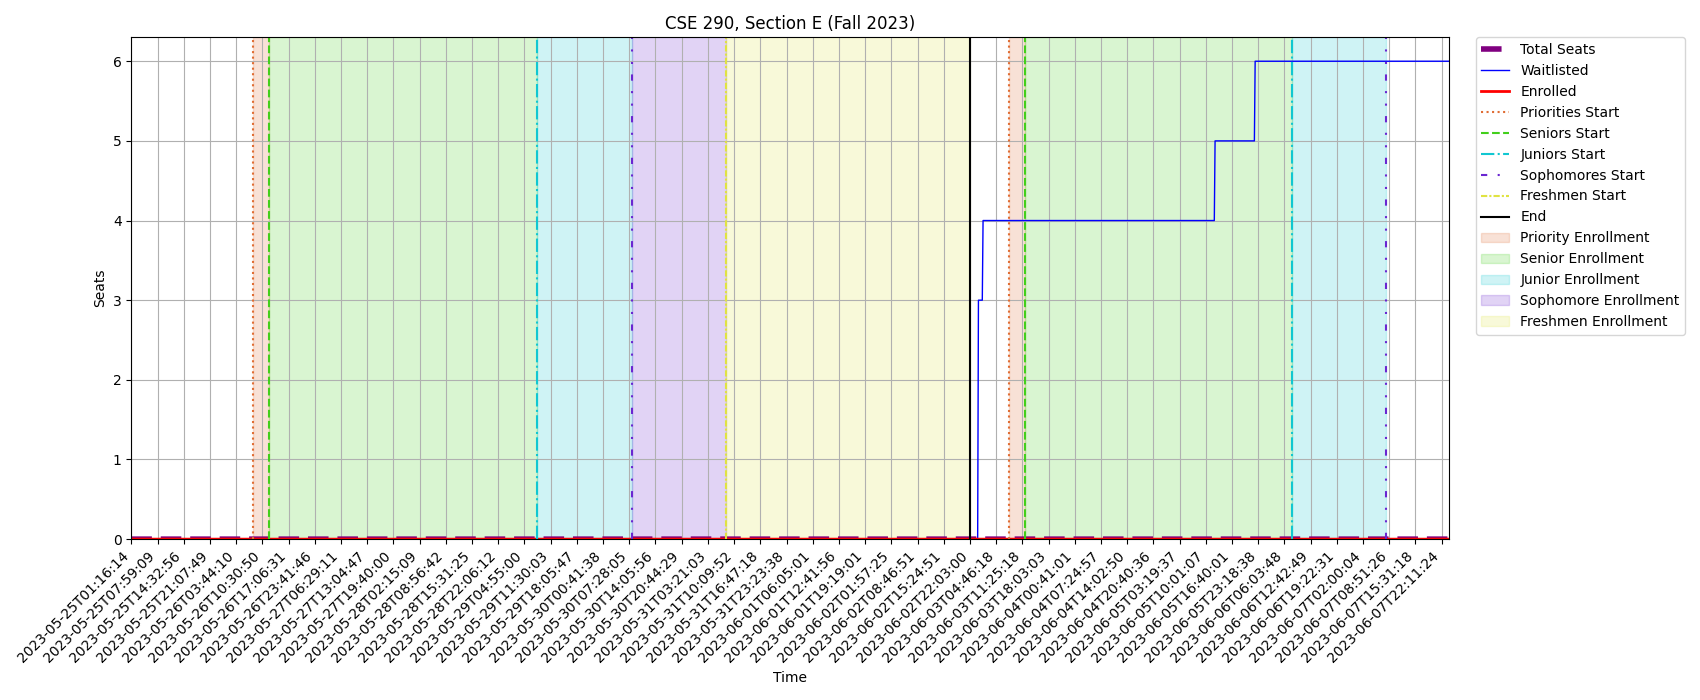 CSE 290, Section E (Fall 2023)
Seats
6
5
4
3
2
1
0
2023-05-25T01:16:14
2023-05-25T07:59:09
2023-05-25T14:32:56
2023-05-25T21:07:49
2023-05-26T03:44:10
2023-05-26T10:30:50
2023-05-26T17:06:31
2023-05-26T23:41:46
2023-05-27T06:29:11
2023-05-27T13:04:47
2023-05-27T19:40:00
2023-05-28T02:15:09
2023-05-28T08:56:42
2023-05-28T15:31:25
2023-05-28T22:06:12
2023-05-29T04:55:00
2023-05-29T11:30:03
2023-05-29T18:05:47
2023-05-30T00:41:38
2023-05-30T07:28:05
2023-05-30T14:05:56
2023-05-30T20:44:29
2023-05-31T03:21:03
2023-05-31T10:09:52
2023-05-31T16:47:18
2023-05-31T23:23:38
2023-06-01T06:05:01
2023-06-01T12:41:56
2023-06-01T19:19:01
2023-06-02T01:57:25
2023-06-02T08:46:51
2023-06-02T15:24:51
2023-06-02T22:03:00
2023-06-03T04:46:18
2023-06-03T11:25:18
2023-06-03T18:03:03
2023-06-04T00:41:01
2023-06-04T07:24:57
2023-06-04T14:02:50
2023-06-04T20:40:36
2023-06-05T03:19:37
2023-06-05T10:01:07
2023-06-05T16:40:01
2023-06-05T23:18:38
2023-06-06T06:03:48
2023-06-06T12:42:49
2023-06-06T19:22:31
2023-06-07T02:00:04
2023-06-07T08:51:26
2023-06-07T15:31:18
2023-06-07T22:11:24
Time
Total Seats
Waitlisted
Enrolled
Priorities Start
Seniors Start
Juniors Start
Sophomores Start
Freshmen Start
End
Priority Enrollment
Senior Enrollment
Junior Enrollment
Sophomore Enrollment
Freshmen Enrollment